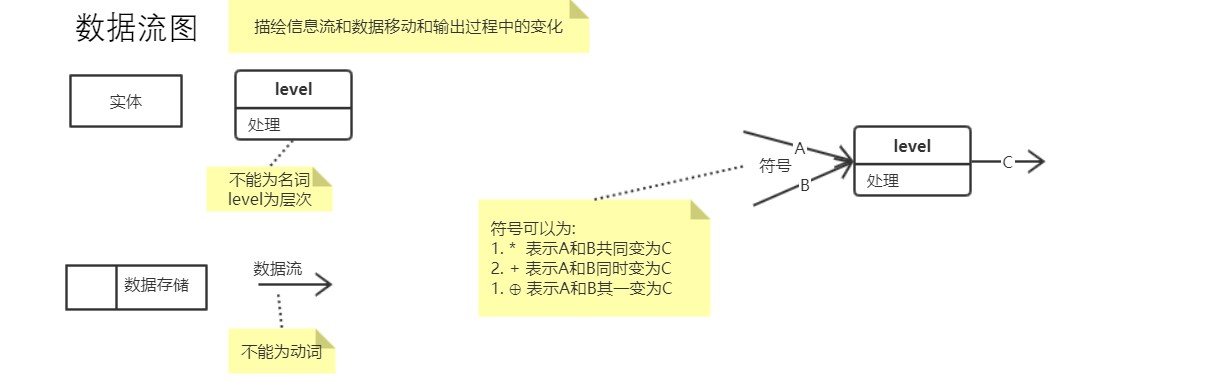 数据流图
描绘信息流和数据移动和输出过程中的变化
实体
level
处理
不能为名词
level为层次
数据存储
数据流
不能为动词
A
符号
B
level
处理
C
符号可以为:
1. * 表示A和B共同变为C
2. + 表示A和B同时变为C
1. ⊕ 表示A和B其一变为C